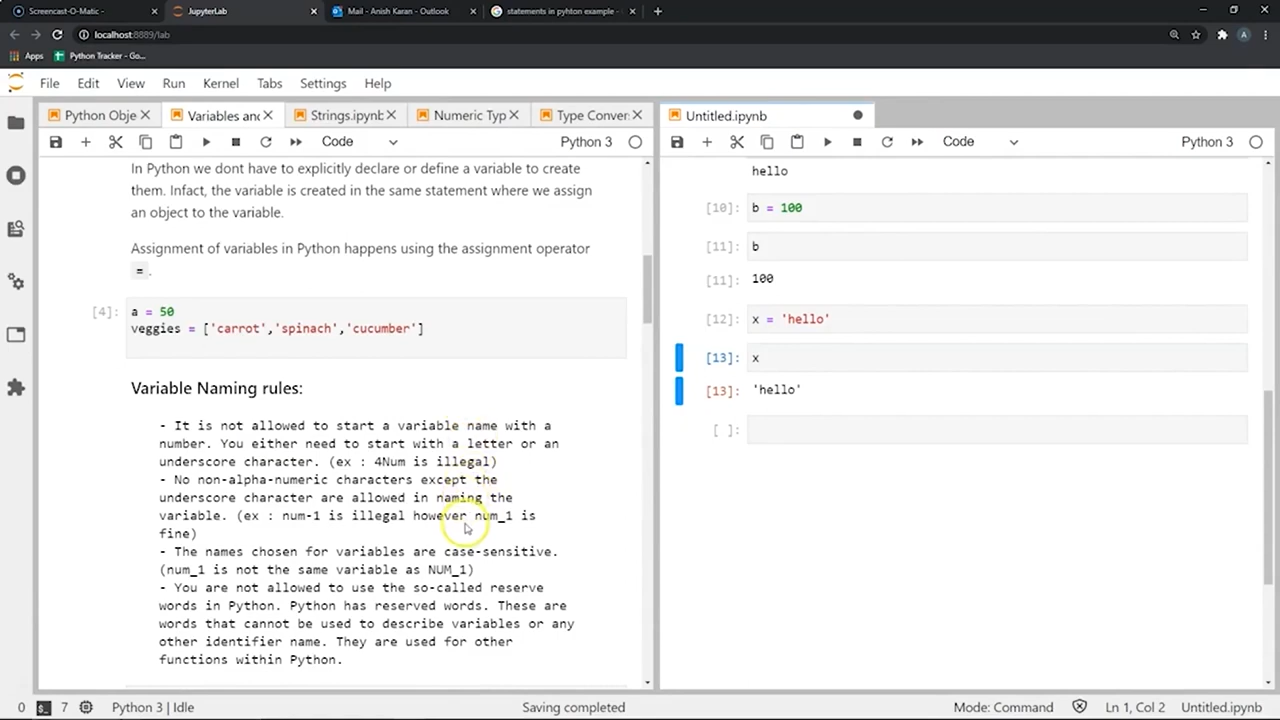 Screencast-O-Matic -
JupyterLab
Mail - Anish Karan - Outlook
statements in pyhton example -
localhost:8889/lab
A
Apps
Python Tracker - Go...
File Edit View Run Kernel Tabs Settings Help
Python Obje
Variables and
Strings.ipynb
Numeric Typ
Type Conver
Untitled.ipynb
Code
Python 3
Code
Python 3
In Python we dont have to explicitly declare or define a variable to create
them. Infact, the variable is created in the same statement where we assign
an object to the variable.
Assignment of variables in Python happens using the assignment operator
= .
[4]: a = 50
veggies = ['carrot','spinach','cucumber']
Variable Naming rules:
- It is not allowed to start a variable name with a
number. You either need to start with a letter or an
underscore character. (ex : 4Num is illegal)
- No non-alpha-numeric characters except the
underscore character are allowed in naming the
variable. (ex : num-1 is illegal however num_1 is
fine)
- The names chosen for variables are case-sensitive.
(num_1 is not the same variable as NUM_1)
- You are not allowed to use the so-called reserve
words in Python. Python has reserved words. These are
words that cannot be used to describe variables or any
other identifier name. They are used for other
functions within Python.
hello
[10]: b = 100
[11]: b
[11]: 100
[12]: x = 'hello'
[13]: x
[13]: 'hello'
[ ]:
0
7
Python 3 | Idle
Saving completed
Mode: Command
Ln 1, Col 2
Untitled.ipynb